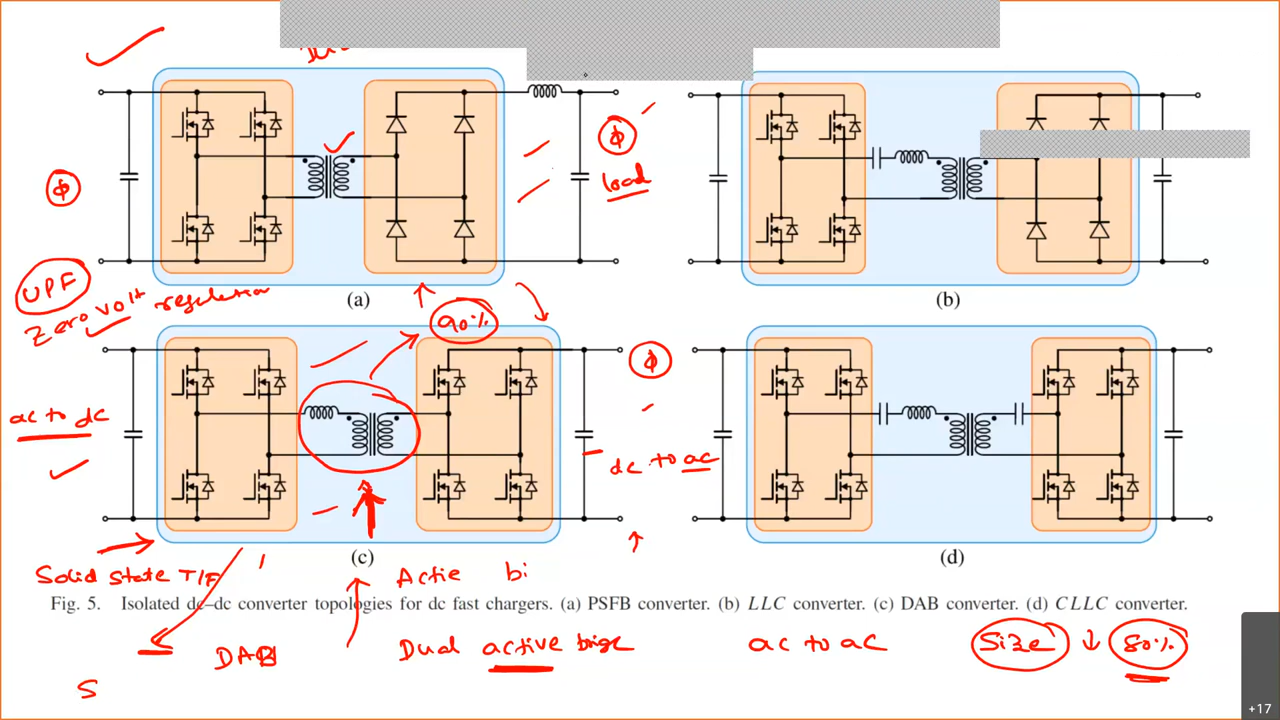 load
UPF
Zero volt regulation
(a)
(b)
90%
ac to dc
dc to ac
(c)
(d)
Solid state T/F
Actie bi
Fig. 5. Isolated dc–dc converter topologies for dc fast chargers. (a) PSFB converter. (b) LLC converter. (c) DAB converter. (d) CLLC converter.
DAB
Dual active brige
ac to ac
Size ↓ 80%
S
+17